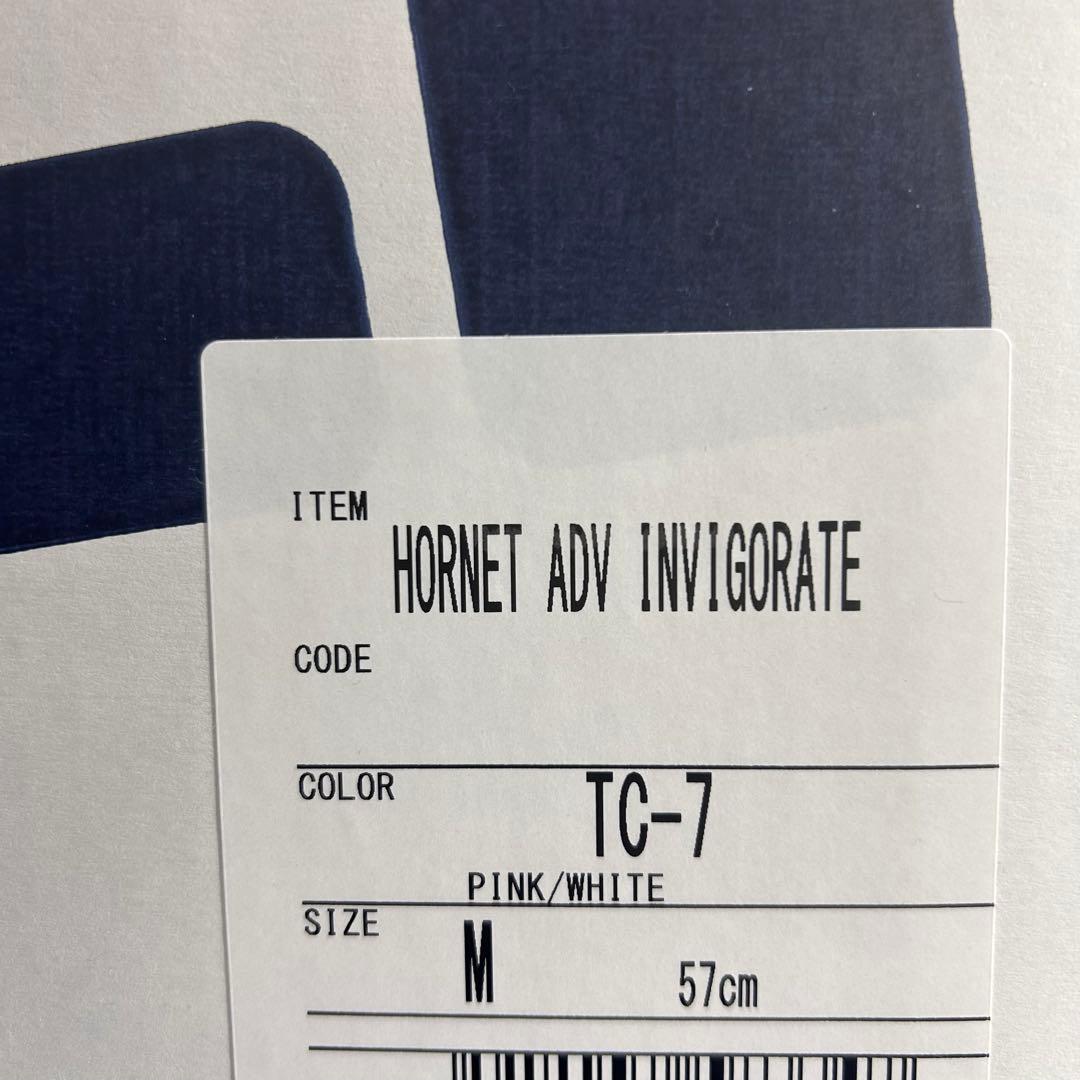 ITEM
HORNET ADV INVIGORATE
CODE
COLOR TC-7
PINK/WHITE
SIZE M 57cm